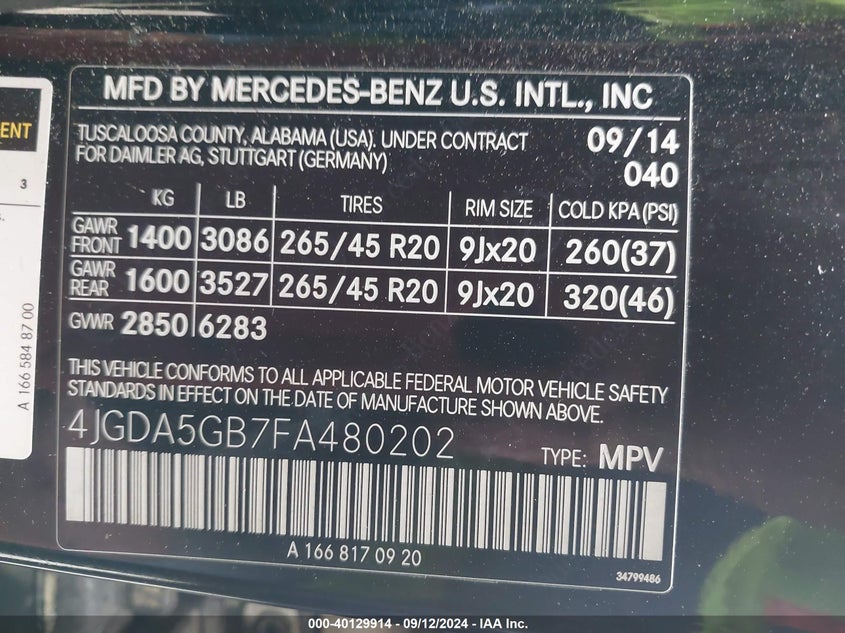 MFD BY MERCEDES-BENZ U.S. INTL., INC
TUSCALOOSA COUNTY, ALABAMA (USA). UNDER CONTRACT
FOR DAIMLER AG, STUTTGART (GERMANY)
09/14
040
KG LB TIRES RIM SIZE COLD KPA (PSI)
GAWR FRONT 1400 3086 265/45 R20 9Jx20 260(37)
GAWR REAR 1600 3527 265/45 R20 9Jx20 320(46)
GVWR 2850 6283
THIS VEHICLE CONFORMS TO ALL APPLICABLE FEDERAL MOTOR VEHICLE SAFETY
STANDARDS IN EFFECT ON THE DATE OF MANUFACTURE SHOWN ABOVE.
4JGDA5GB7FA480202
TYPE: MPV
A 166 817 09 20
34799486
ENT
3
A 166 584 87 00
000-40129914 - 09/12/2024 - IAA Inc.